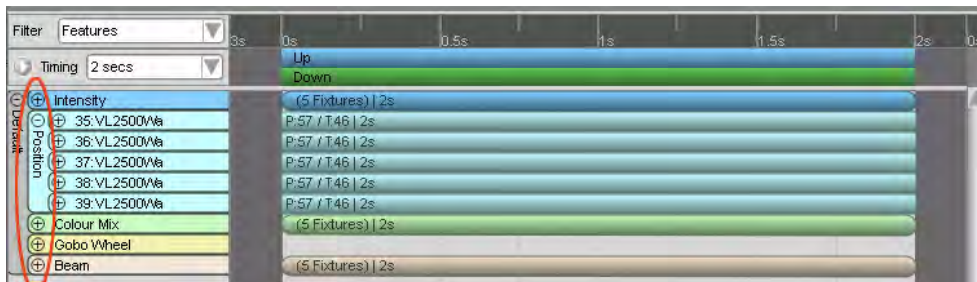 Filter Features
3s 0s 0.5s 1s 1.5s 2s
Timing 2 secs
Up
Down
Default
Intensity (5 Fixtures) | 2s
Position
35:VL2500Wa P:57 / T:46 | 2s
36:VL2500Wa P:57 / T:46 | 2s
37:VL2500Wa P:57 / T:46 | 2s
38:VL2500Wa P:57 / T:46 | 2s
39:VL2500Wa P:57 / T:46 | 2s
Colour Mix (5 Fixtures) | 2s
Gobo Wheel
Beam (5 Fixtures) | 2s